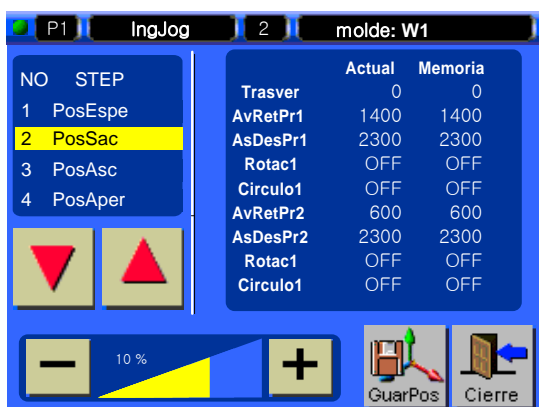 P1 IngJog 2 molde: W1
NO STEP
1 PosEspe
2 PosSac
3 PosAsc
4 PosAper
Actual Memoria
Trasver 0 0
AvRetPr1 1400 1400
AsDesPr1 2300 2300
Rotac1 OFF OFF
Circulo1 OFF OFF
AvRetPr2 600 600
AsDesPr2 2300 2300
Rotac1 OFF OFF
Circulo1 OFF OFF
10 %
GuarPos
Cierre